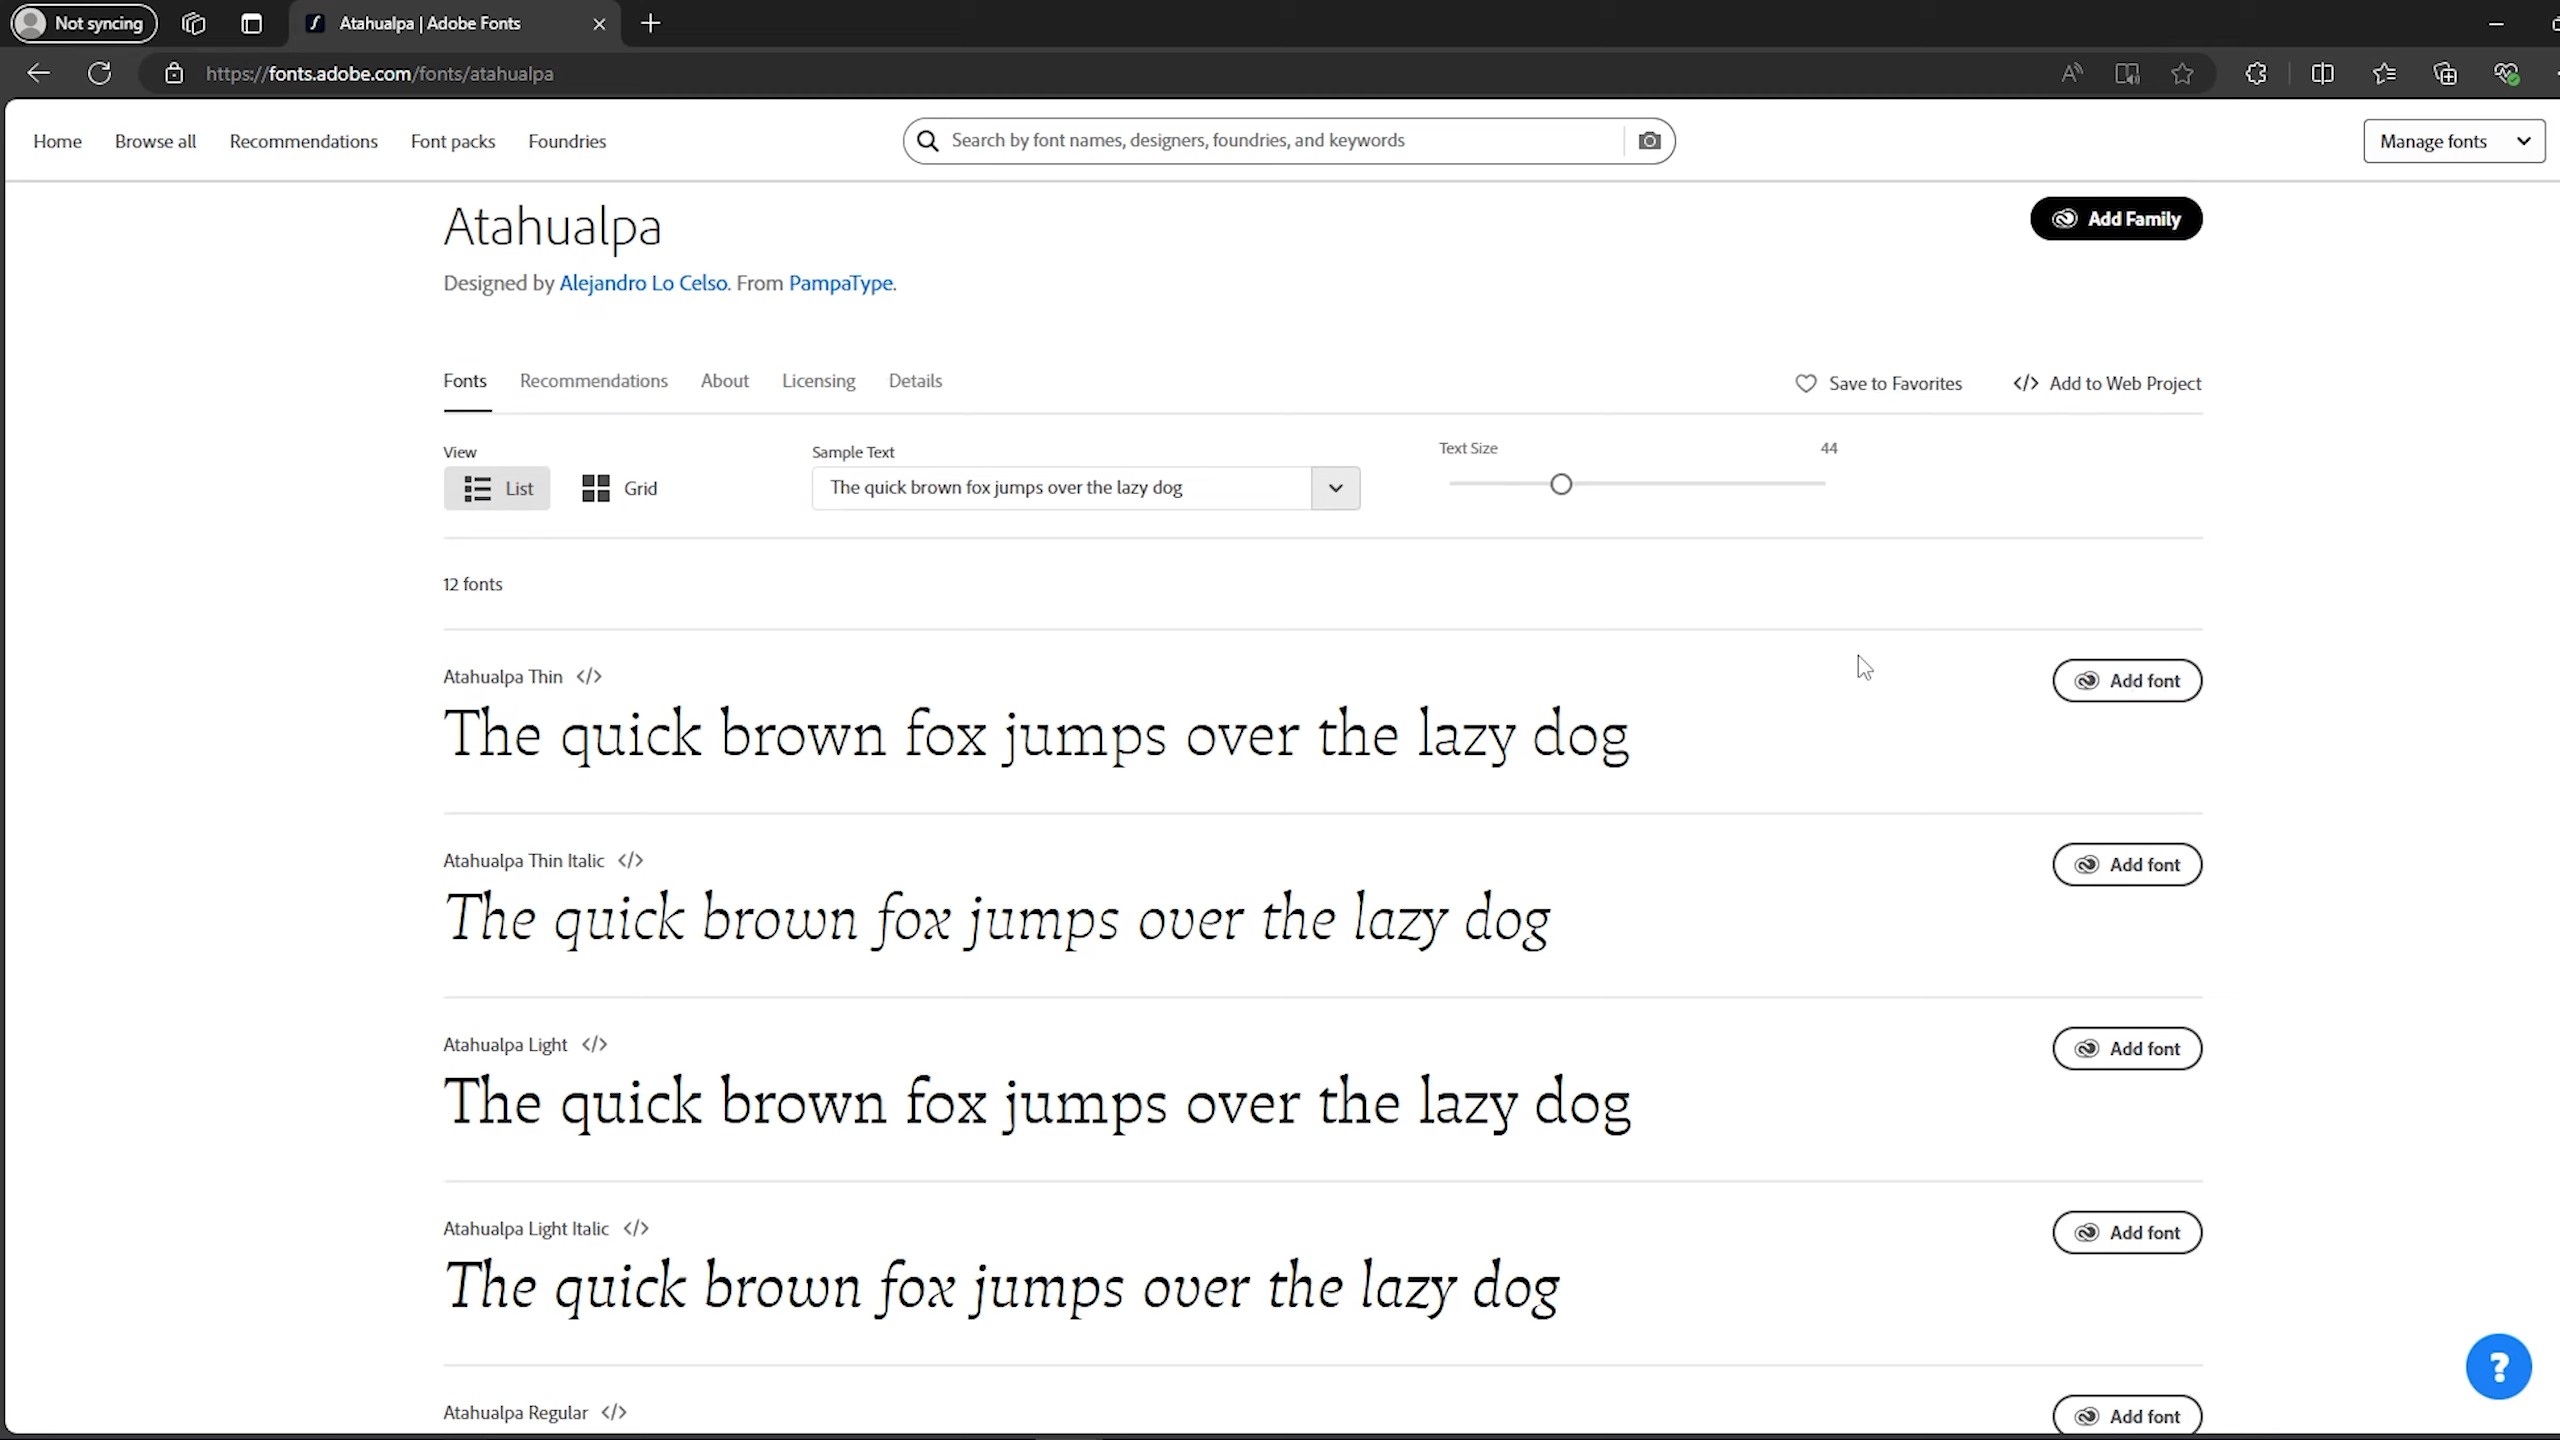 Not syncing
Atahualpa | Adobe Fonts
https://fonts.adobe.com/fonts/atahualpa
Home Browse all Recommendations Font packs Foundries
Search by font names, designers, foundries, and keywords
Manage fonts
Atahualpa
Add Family
Designed by Alejandro Lo Celso. From PampaType.
Fonts Recommendations About Licensing Details
Save to Favorites </> Add to Web Project
View
List Grid
Sample Text
The quick brown fox jumps over the lazy dog
Text Size 44
12 fonts
Atahualpa Thin </>
Add font
The quick brown fox jumps over the lazy dog
Atahualpa Thin Italic </>
Add font
The quick brown fox jumps over the lazy dog
Atahualpa Light </>
Add font
The quick brown fox jumps over the lazy dog
Atahualpa Light Italic </>
Add font
The quick brown fox jumps over the lazy dog
Atahualpa Regular </>
Add font
?